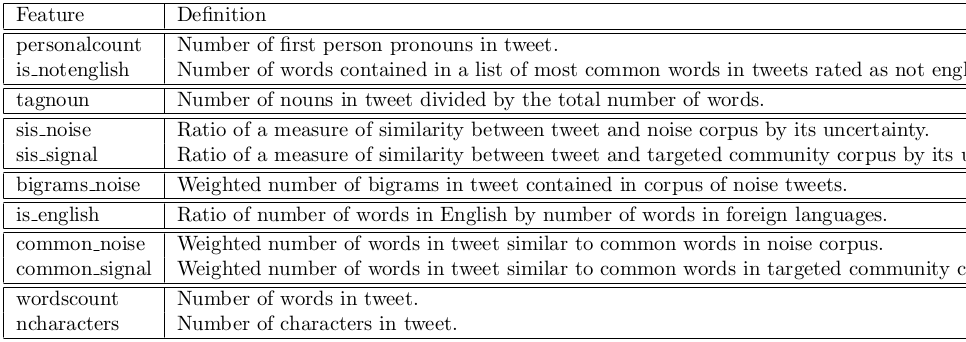 Feature Definition
personalcount Number of first person pronouns in tweet.
is_notenglish Number of words contained in a list of most common words in tweets rated as not
tagnoun Number of nouns in tweet divided by the total number of words.
sis_noise Ratio of a measure of similarity between tweet and noise corpus by its uncertainty.
sis_signal Ratio of a measure of similarity between tweet and targeted community corpus by its
bigrams_noise Weighted number of bigrams in tweet contained in corpus of noise tweets.
is_english Ratio of number of words in English by number of words in foreign languages.
common_noise Weighted number of words in tweet similar to common words in noise corpus.
common_signal Weighted number of words in tweet similar to common words in targeted community
wordscount Number of words in tweet.
ncharacters Number of characters in tweet.